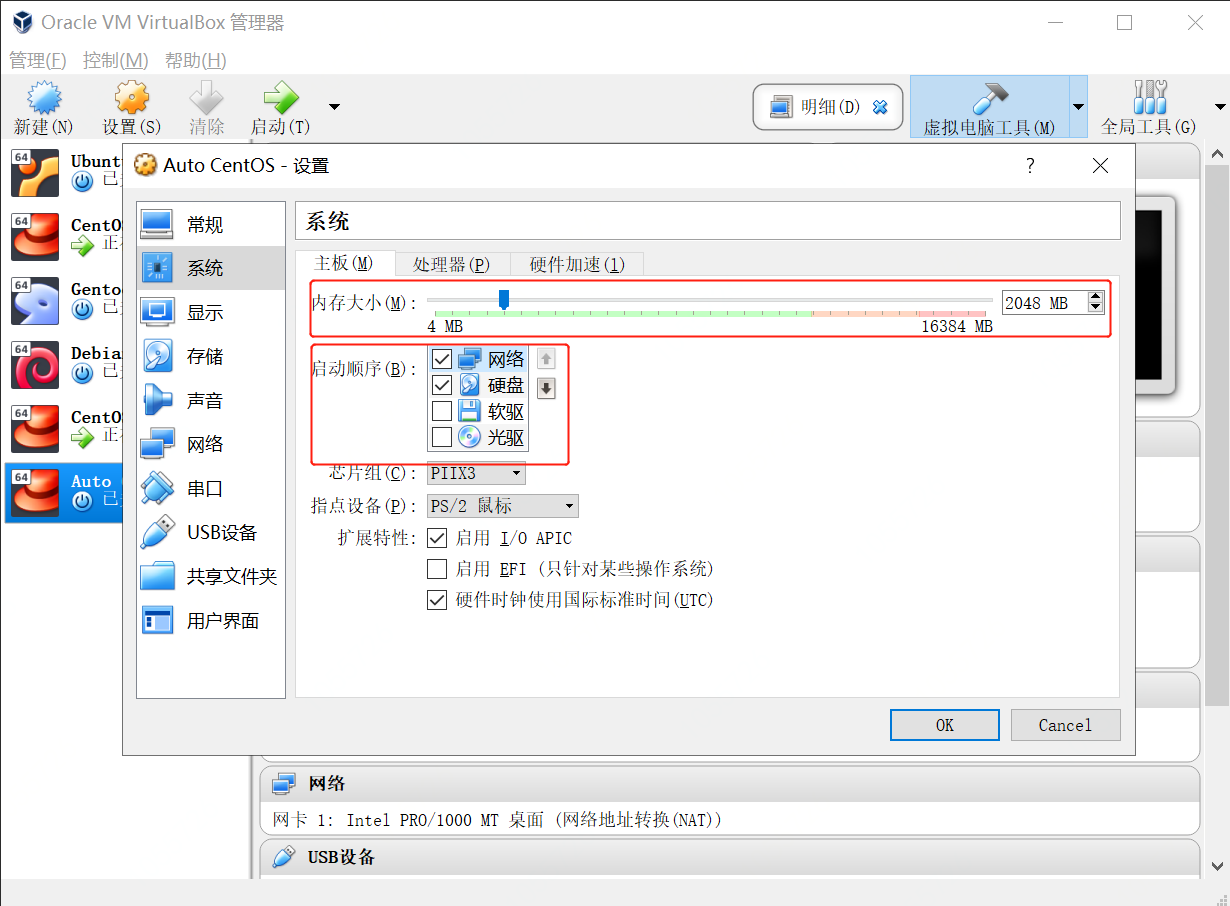 Oracle VM VirtualBox 管理器
管理(F) 控制(M) 帮助(H)
新建(N) 设置(S) 清除 启动(T) 明细(D) 虚拟电脑工具(M) 全局工具(G)
64 Ubunt
已
64 CentO
正
64 Gento
已
64 Debia
已
64 CentO
正
64 Auto
已
Auto CentOS - 设置
?
常规
系统
显示
存储
声音
网络
串口
USB设备
共享文件夹
用户界面
系统
主板(M) 处理器(P) 硬件加速(l)
内存大小(M): 2048 MB
4 MB 16384 MB
启动顺序(B): 网络
硬盘
软驱
光驱
芯片组(C): PIIX3
指点设备(P): PS/2 鼠标
扩展特性: 启用 I/O APIC
启用 EFI (只针对某些操作系统)
硬件时钟使用国际标准时间(UTC)
OK Cancel
网络
网卡 1: Intel PRO/1000 MT 桌面 (网络地址转换(NAT))
USB设备